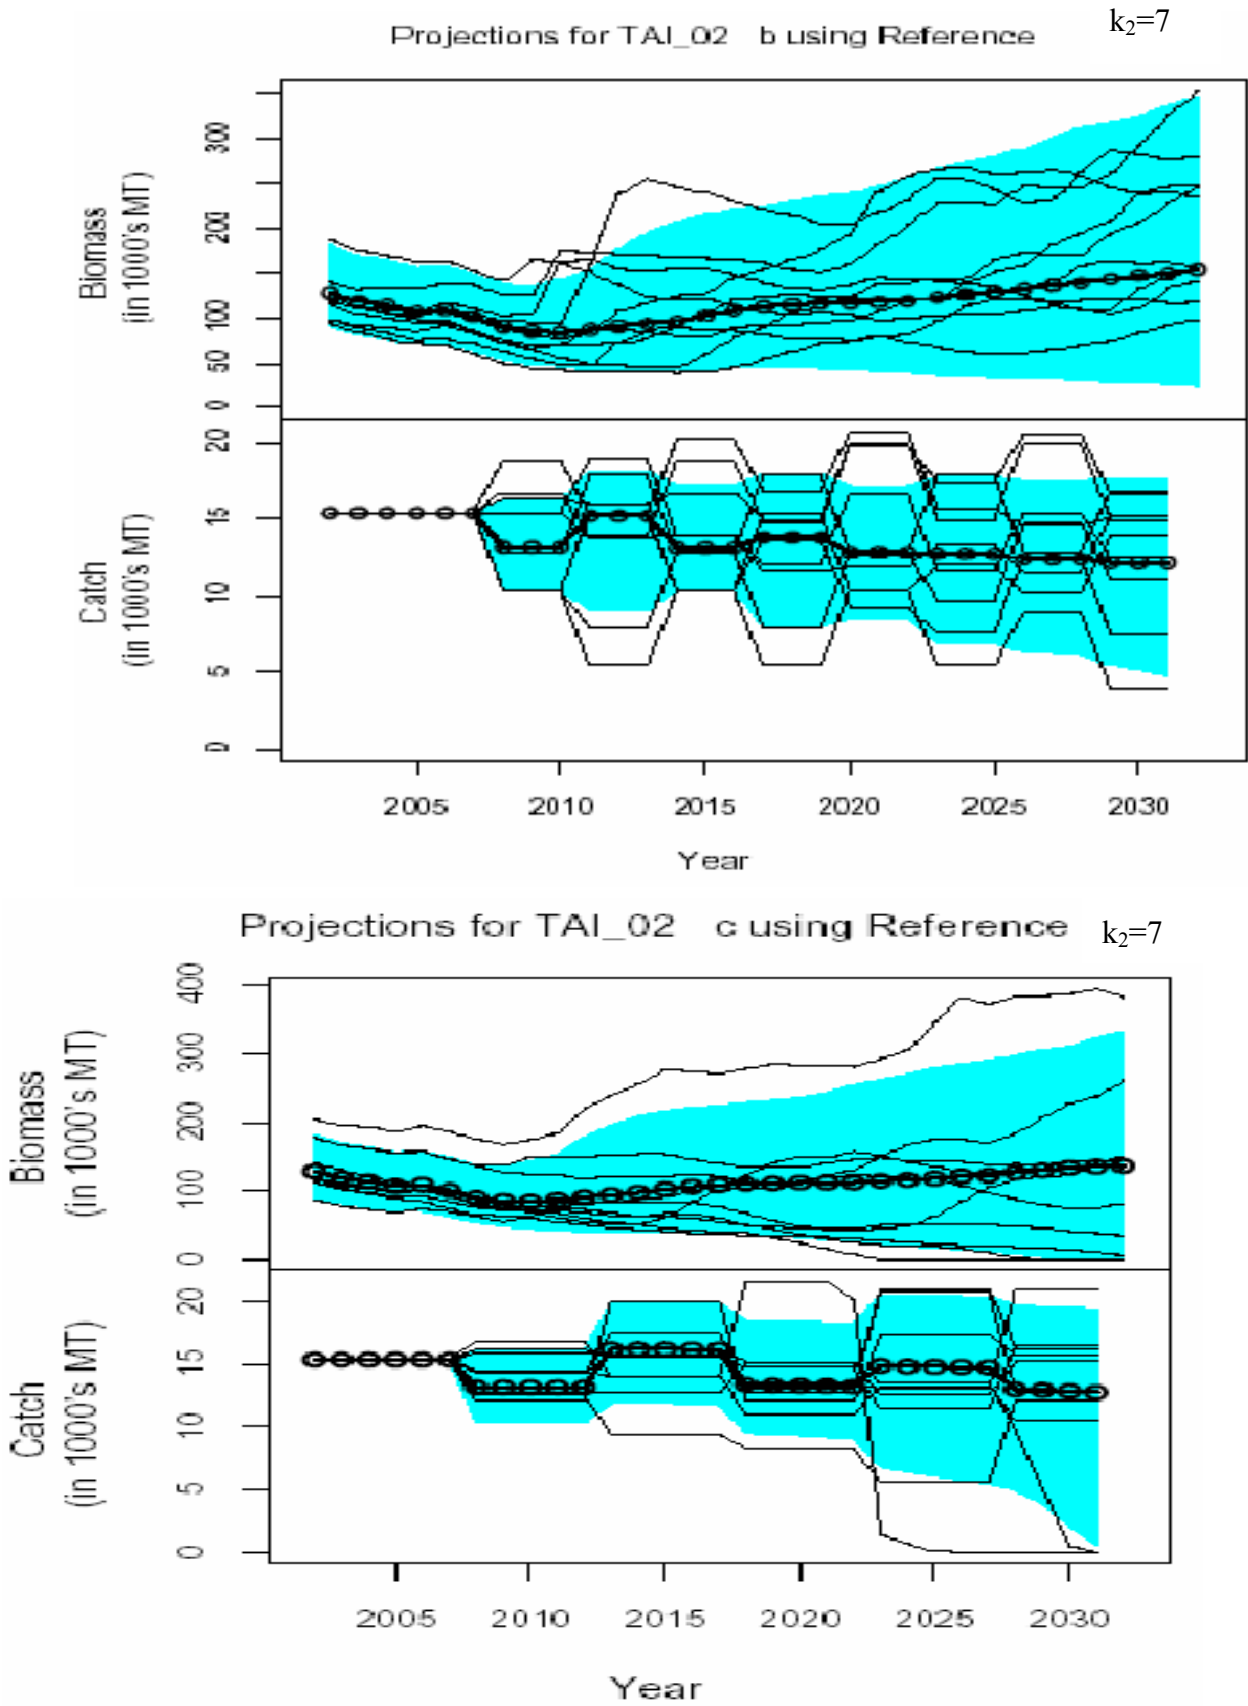 Projections for TAI_02 b using Reference
k₂=7
Biomass
(in 1000's MT)
300
200
100
50
0
Catch
(in 1000's MT)
20
15
10
5
0
2005 2010 2015 2020 2025 2030
Year
Projections for TAI_02 c using Reference
k₂=7
Biomass
(in 1000's MT)
400
300
200
100
0
Catch
(in 1000's MT)
20
15
10
5
0
2005 2010 2015 2020 2025 2030
Year